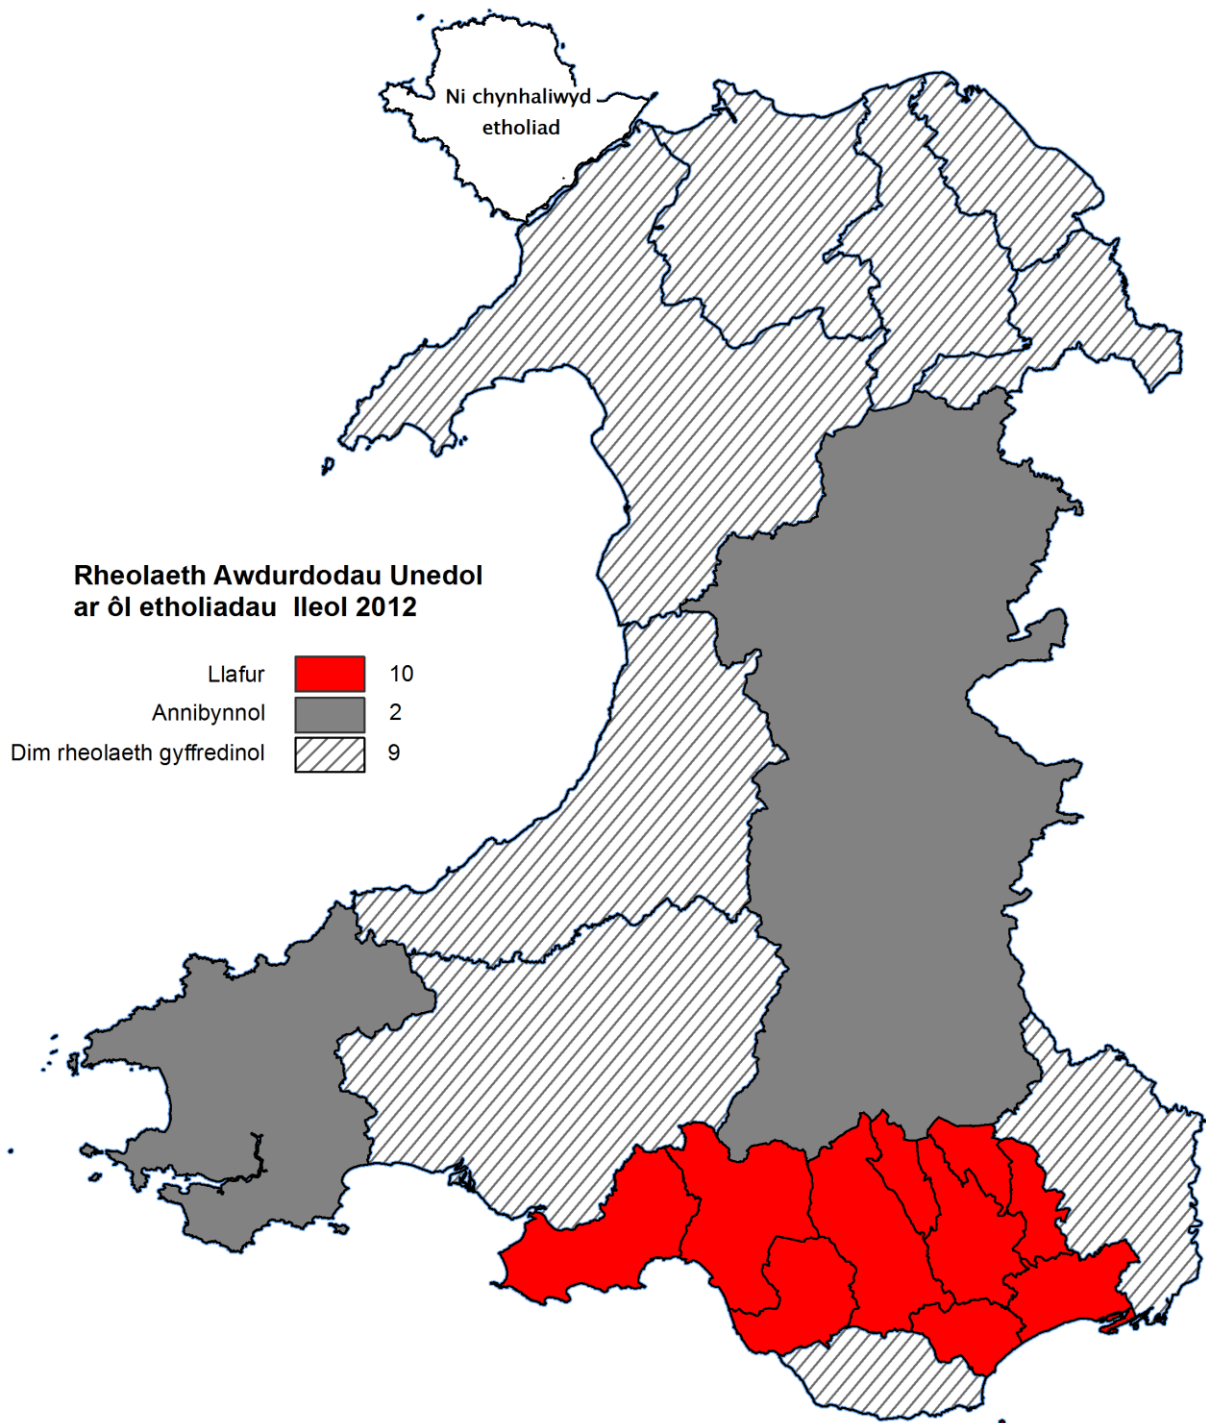 Ni chynhaliwyd
etholiad
Rheolaeth Awdurdodau Unedol
ar ôl etholiadau lleol 2012
Llafur 10
Annibynnol 2
Dim rheolaeth gyffredinol 9